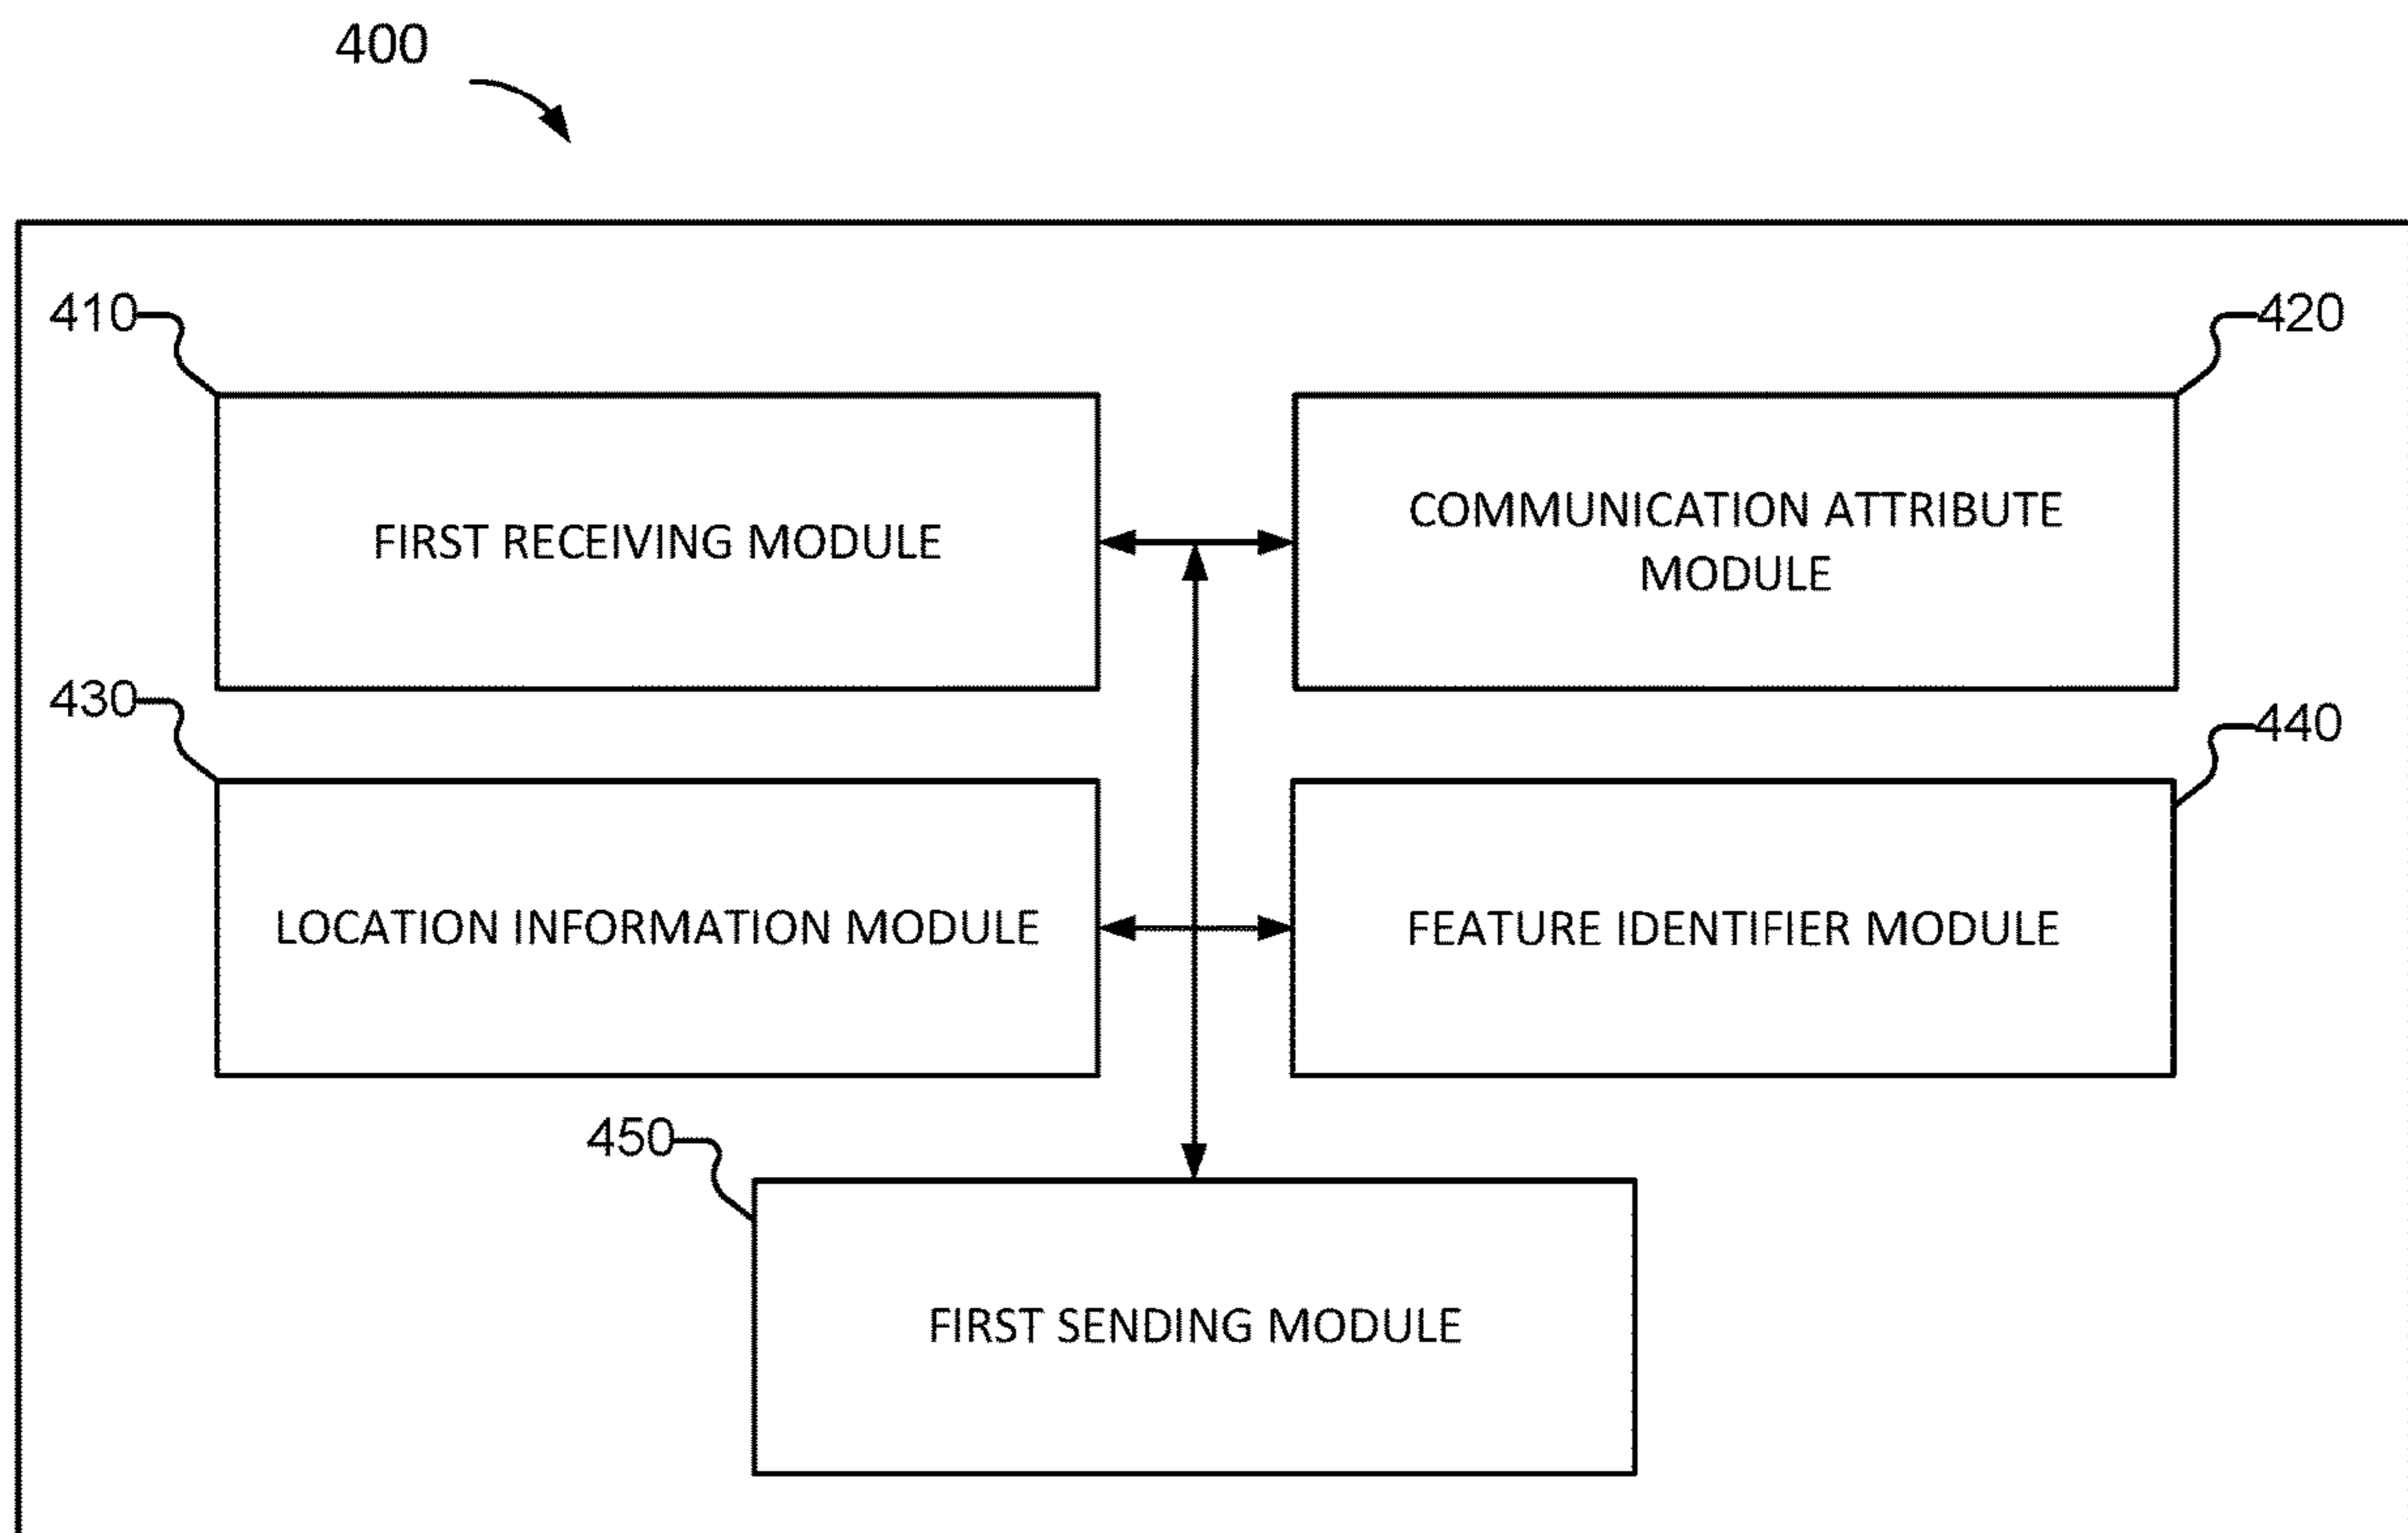 400
410
420
FIRST RECEIVING MODULE
COMMUNICATION ATTRIBUTE
MODULE
430
440
LOCATION INFORMATION MODULE
FEATURE IDENTIFIER MODULE
450
FIRST SENDING MODULE